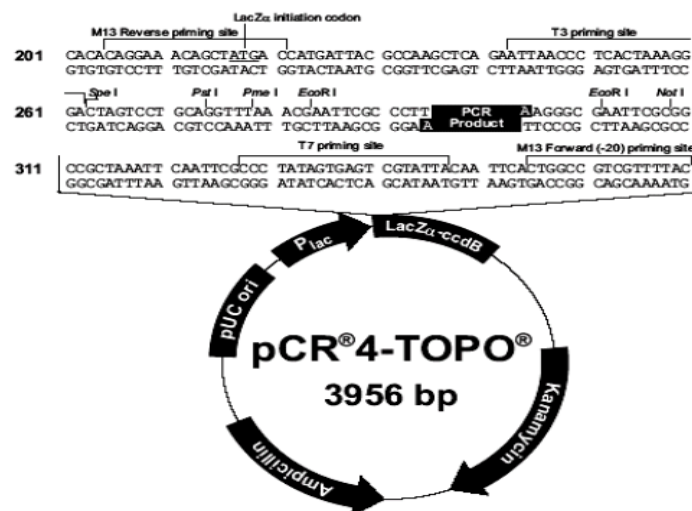 LacZα initiation codon
M13 Reverse priming site T3 priming site
201 CACACAGGAA ACAGCTATGA CCATGATTAC GCCAAGCTCA GAATTAACCC TCACTAAAGG
GTGTGTCCTT TGTCGATACT GGTACTAATG CGGTTCGAGT CTTAATTGGG AGTGATTTCC
Spe I Pst I Pme I EcoR I EcoR I Not I
261 GACTAGTCCT GCAGGTTTAA ACGAATTCGC CCTT PCR Product AAGGGC GAATTCGCGG
CTGATCAGGA CGTCCAAATT TGCTTAAGCG GGAA TTCCCG CTTAAGCGCC
T7 priming site M13 Forward (-20) priming site
311 CCGCTAAATT CAATTCGCCC TATAGTGAGT CGTATTACAA TTCACTGGCC GTCGTTTTAC
GGCGATTTAA GTTAAGCGGG ATATCACTCA GCATAATGTT AAGTGACCGG CAGCAAAATG
Plac LacZα-ccdB
pUC ori
pCR®4-TOPO®
3956 bp
Kanamycin
Ampicillin